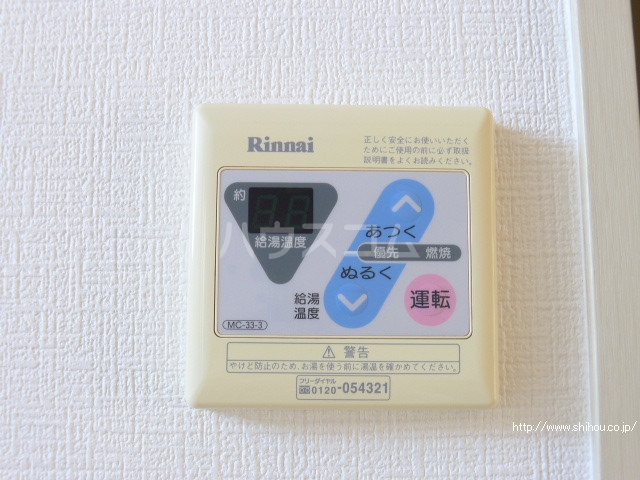 Rinnai
正しく安全にお使いいただく
ためにご使用の前に必ず取扱
説明書をよくお読みください。
約
88
給湯温度
あつく
優先 燃焼
ぬるく
給湯
温度
運転
MC-33-3
⚠ 警告
やけど防止のため、お湯を使う前に湯温を確かめてください。
フリーダイヤル
0120-054321
ハウスコム
http://www.shihou.co.jp/